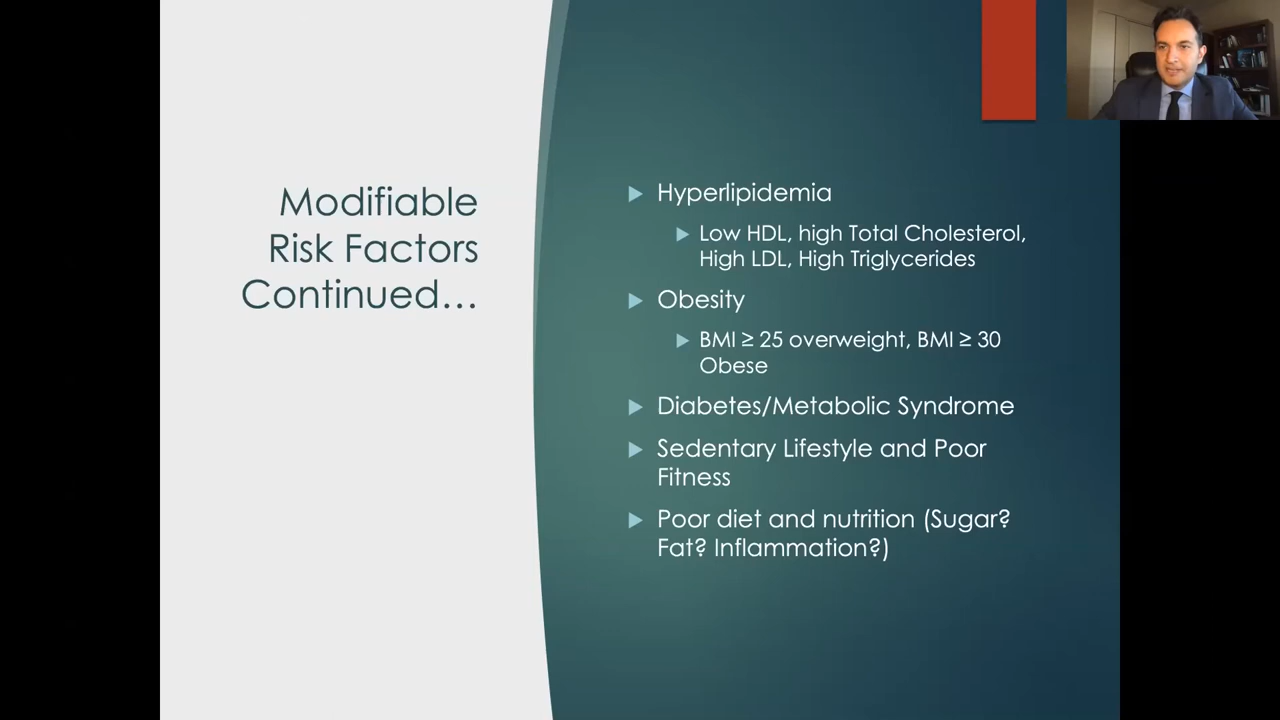 Modifiable
Risk Factors
Continued…
Hyperlipidemia
Low HDL, high Total Cholesterol,
High LDL, High Triglycerides
Obesity
BMI ≥ 25 overweight, BMI ≥ 30
Obese
Diabetes/Metabolic Syndrome
Sedentary Lifestyle and Poor
Fitness
Poor diet and nutrition (Sugar?
Fat? Inflammation?)